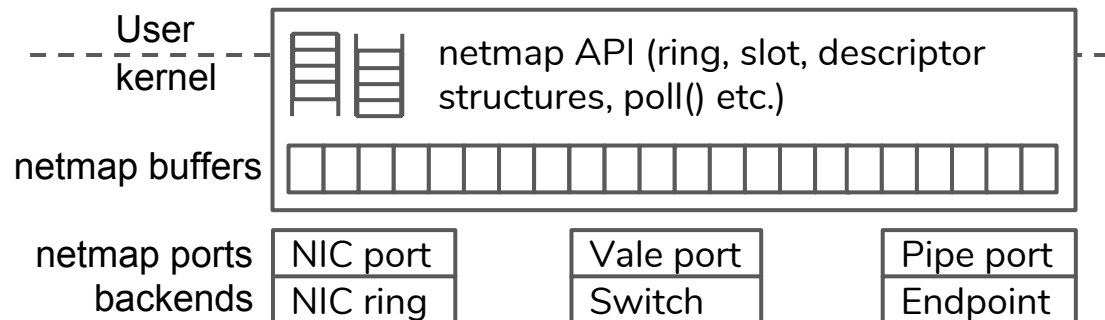 User
kernel
netmap API (ring, slot, descriptor
structures, poll() etc.)
netmap buffers
netmap ports
NIC port
Vale port
Pipe port
backends
NIC ring
Switch
Endpoint